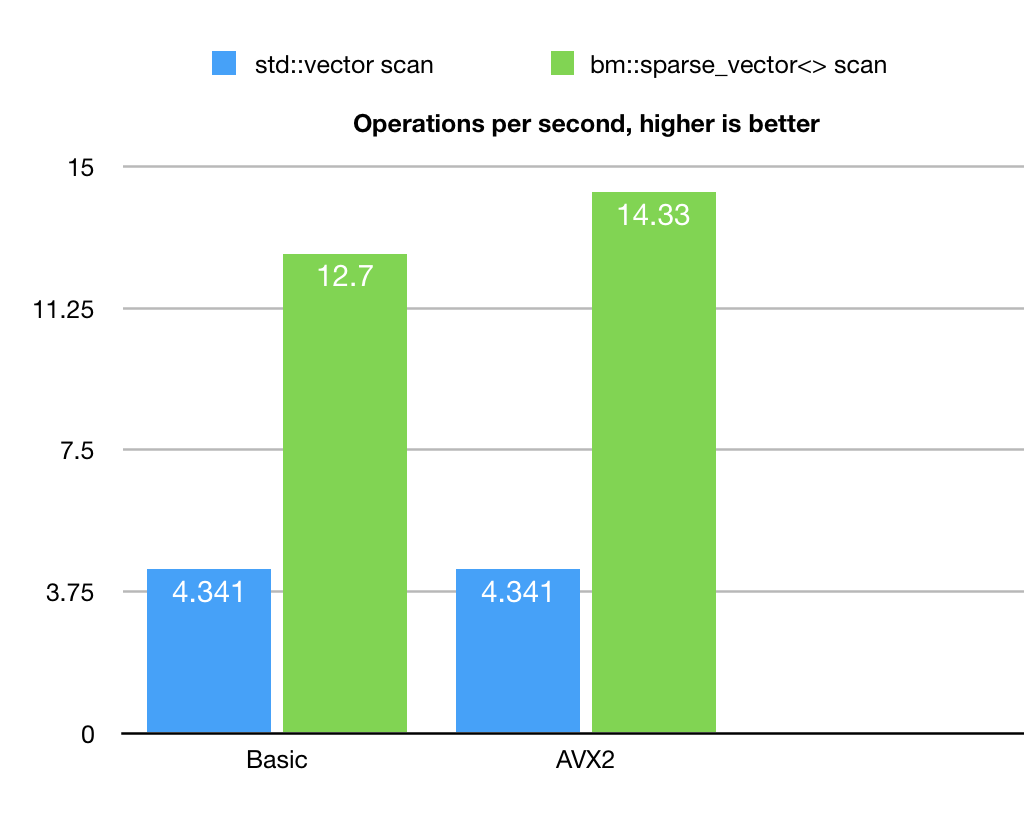 std::vector scan
bm::sparse_vector<> scan
Operations per second, higher is better
15
14.33
12.7
11.25
7.5
4.341
4.341
3.75
0
Basic
AVX2